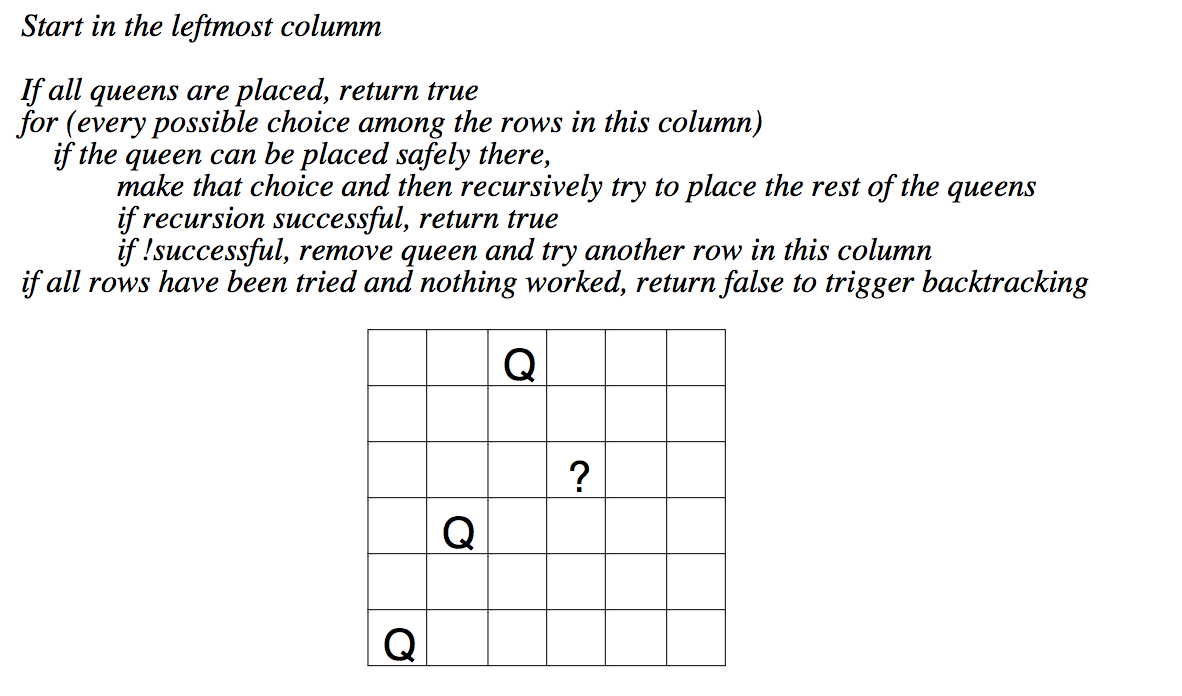 Start in the leftmost columm
If all queens are placed, return true
for (every possible choice among the rows in this column)
if the queen can be placed safely there,
make that choice and then recursively try to place the rest of the queens
if recursion successful, return true
if !successful, remove queen and try another row in this column
if all rows have been tried and nothing worked, return false to trigger backtracking
Q
?
Q
Q